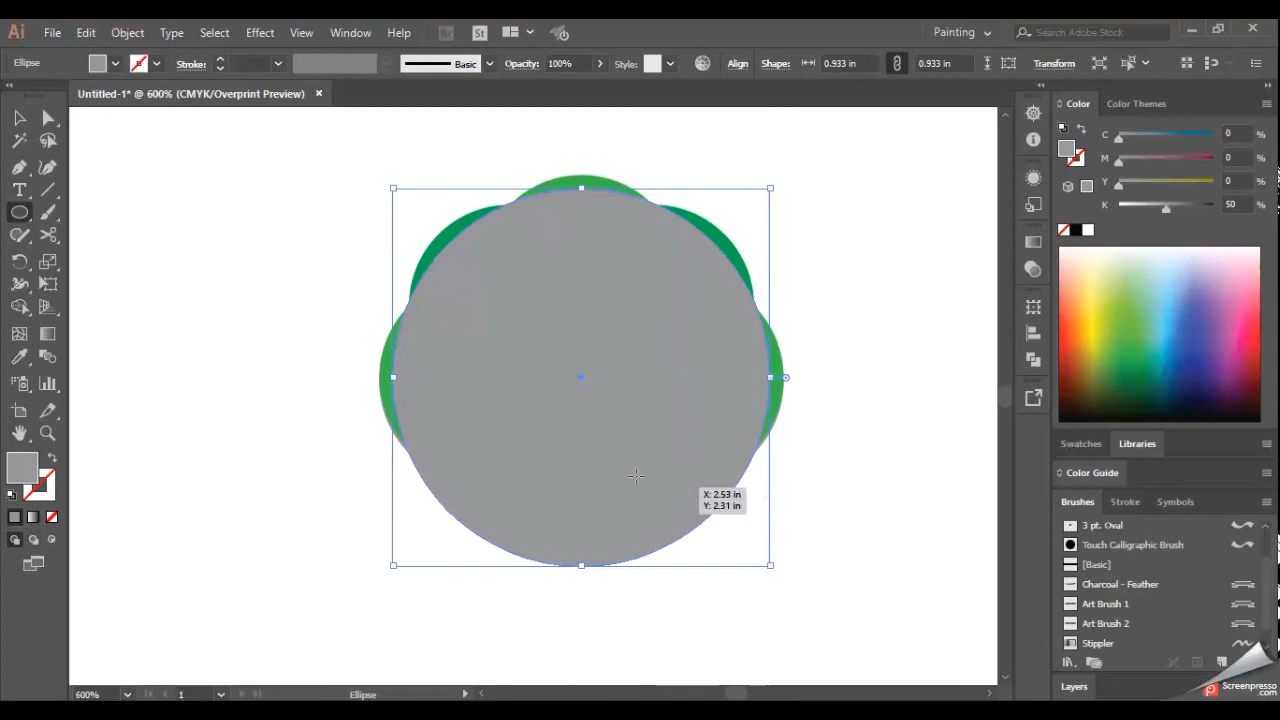 Ai File Edit Object Type Select Effect View Window Help Br St Painting Search Adobe Stock
Ellipse Stroke: Basic Opacity: 100% Style: Align Shape: 0.933 in 0.933 in Transform
Untitled-1* @ 600% (CMYK/Overprint Preview) ×
Color Color Themes
C 0 %
M 0 %
Y 0 %
K 50 %
X: 2.53 in
Y: 2.31 in
Swatches Libraries
Color Guide
Brushes Stroke Symbols
3 pt. Oval
Touch Calligraphic Brush
[Basic]
Charcoal - Feather
Art Brush 1
Art Brush 2
Stippler
Layers
600% 1 Ellipse
Screenpresso
.com